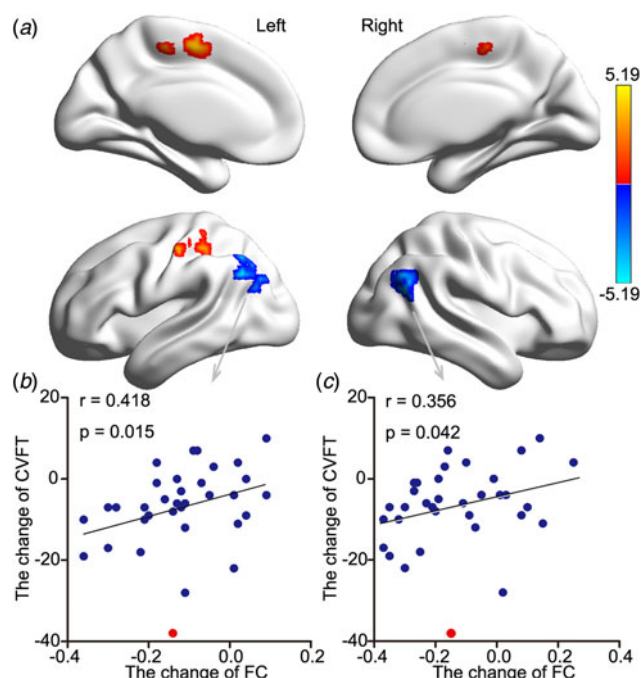 (a)
Left
Right
5.19
-5.19
(b)
r = 0.418
p = 0.015
20
-0
-20
-40
The change of CVFT
-0.4
-0.2
0.0
0.2
The change of FC
(c)
r = 0.356
p = 0.042
20
-0
-20
-40
The change of CVFT
-0.4
-0.2
0.0
0.2
0.4
The change of FC